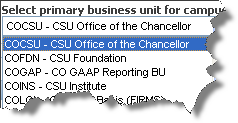 Select primary business unit for campu
COCSU - CSU Office of the Chancellor
COCSU - CSU Office of the Chancellor
COFDN - CSU Foundation
COGAP - CO GAAP Reporting BU
COINS - CSU Institute
(FIRMS)